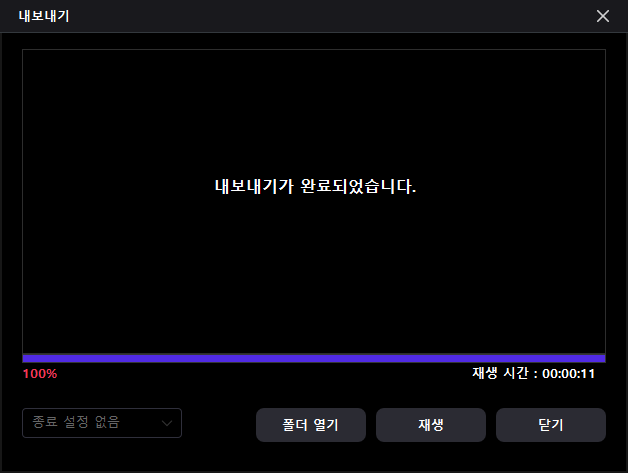 내보내기
내보내기가 완료되었습니다.
100%
재생 시간 : 00:00:11
종료 설정 없음
폴더 열기
재생
닫기